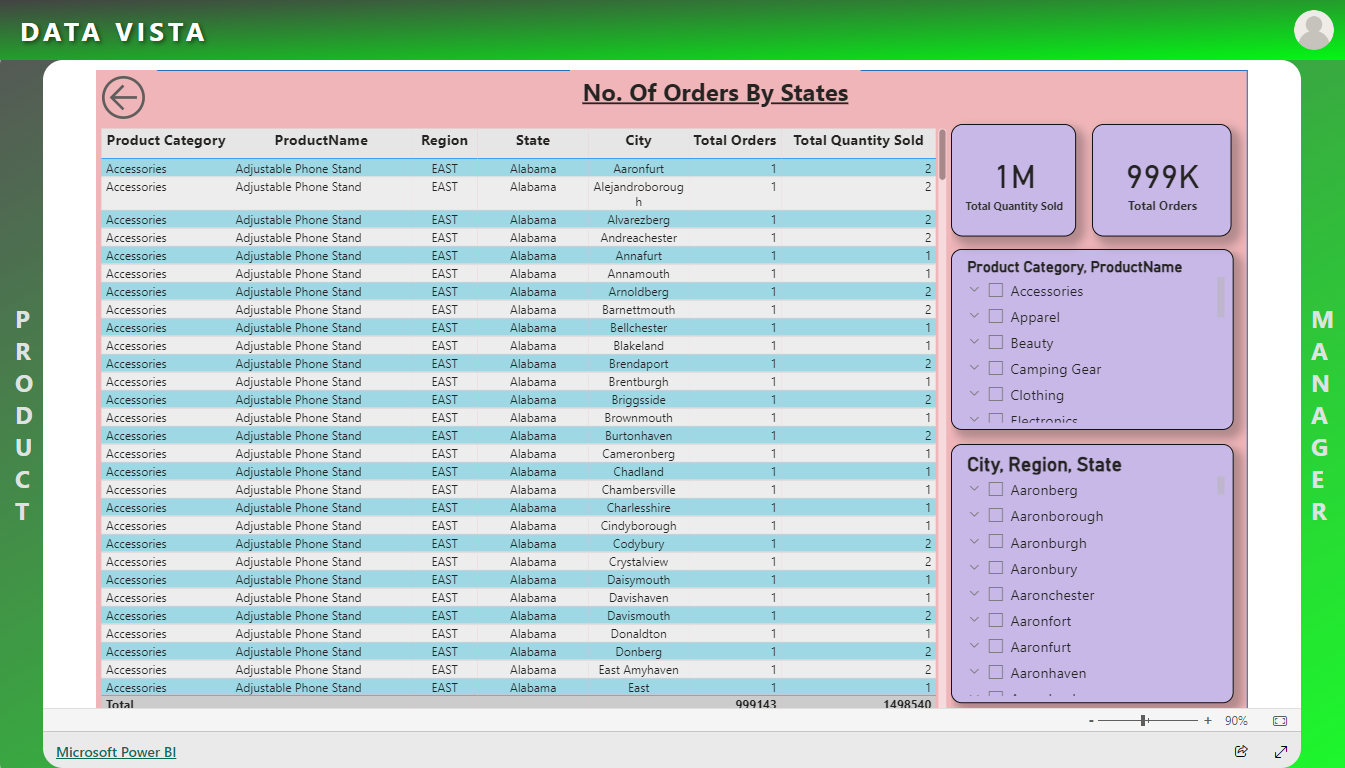 DATA VISTA
PRODUCT
No. Of Orders By States
Product Category ProductName Region State City Total Orders Total Quantity Sold
Accessories Adjustable Phone Stand EAST Alabama Aaronfurt 1 2
Accessories Adjustable Phone Stand EAST Alabama Alejandroboroug 1 2
h
Accessories Adjustable Phone Stand EAST Alabama Alvarezberg 1 2
Accessories Adjustable Phone Stand EAST Alabama Andreachester 1 2
Accessories Adjustable Phone Stand EAST Alabama Annafurt 1 1
Accessories Adjustable Phone Stand EAST Alabama Annamouth 1 1
Accessories Adjustable Phone Stand EAST Alabama Arnoldberg 1 2
Accessories Adjustable Phone Stand EAST Alabama Barnettmouth 1 2
Accessories Adjustable Phone Stand EAST Alabama Bellchester 1 1
Accessories Adjustable Phone Stand EAST Alabama Blakeland 1 1
Accessories Adjustable Phone Stand EAST Alabama Brendaport 1 2
Accessories Adjustable Phone Stand EAST Alabama Brentburgh 1 1
Accessories Adjustable Phone Stand EAST Alabama Briggsside 1 2
Accessories Adjustable Phone Stand EAST Alabama Brownmouth 1 1
Accessories Adjustable Phone Stand EAST Alabama Burtonhaven 1 2
Accessories Adjustable Phone Stand EAST Alabama Cameronberg 1 1
Accessories Adjustable Phone Stand EAST Alabama Chadland 1 1
Accessories Adjustable Phone Stand EAST Alabama Chambersville 1 1
Accessories Adjustable Phone Stand EAST Alabama Charlesshire 1 1
Accessories Adjustable Phone Stand EAST Alabama Cindyborough 1 1
Accessories Adjustable Phone Stand EAST Alabama Codybury 1 2
Accessories Adjustable Phone Stand EAST Alabama Crystalview 1 2
Accessories Adjustable Phone Stand EAST Alabama Daisymouth 1 1
Accessories Adjustable Phone Stand EAST Alabama Davishaven 1 1
Accessories Adjustable Phone Stand EAST Alabama Davismouth 1 2
Accessories Adjustable Phone Stand EAST Alabama Donaldton 1 1
Accessories Adjustable Phone Stand EAST Alabama Donberg 1 2
Accessories Adjustable Phone Stand EAST Alabama East Amyhaven 1 2
Accessories Adjustable Phone Stand EAST Alabama East 1 1
Total 999143 1498540
1M
Total Quantity Sold
999K
Total Orders
Product Category, ProductName
Accessories
Apparel
Beauty
Camping Gear
Clothing
Electronics
City, Region, State
Aaronberg
Aaronborough
Aaronburgh
Aaronbury
Aaronchester
Aaronfort
Aaronfurt
Aaronhaven
MANAGER
- + 90%
Microsoft Power BI